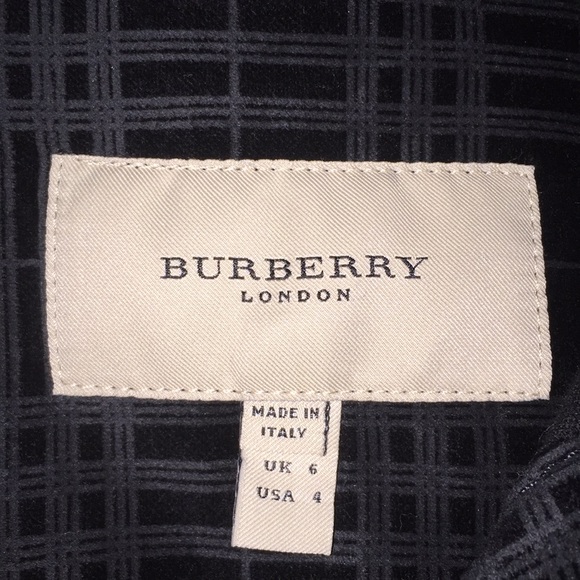 BURBERRY
LONDON
MADE IN
ITALY
UK 6
USA 4